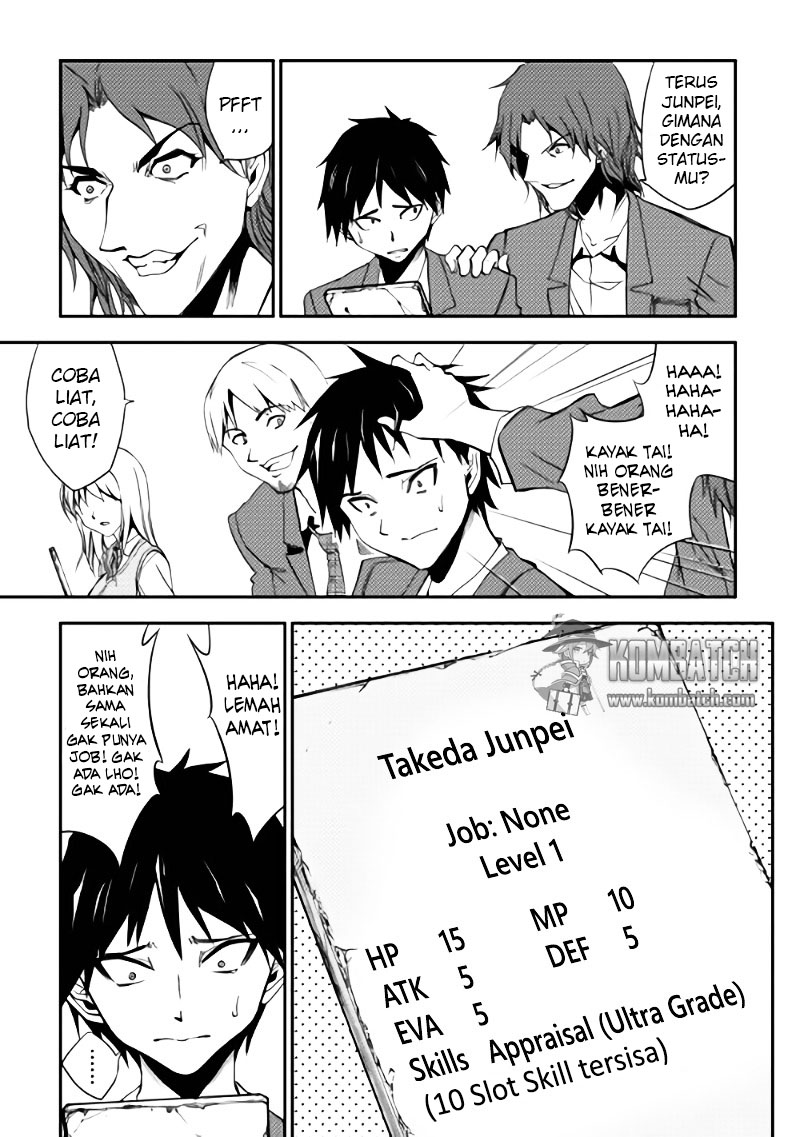 PFFT
...
TERUS
JUNPEI,
GIMANA
DENGAN
STATUS-
MU?
COBA
LIAT,
COBA
LIAT!
HAAA!
HAHA-
HAHA-
HA!
KAYAK TAI!
NIH ORANG
BENER-
BENER
KAYAK TAI!
NIH
ORANG,
BAHKAN
SAMA
SEKALI
GAK PUNYA
JOB! GAK
ADA LHO!
GAK ADA!
HAHA!
LEMAH
AMAT!
......
KOMBATCH
www.kombatch.com
Takeda Junpei
Job: None
Level 1
HP 15 MP 10
ATK 5 DEF 5
EVA 5
Skills Appraisal (Ultra Grade)
(10 Slot Skill tersisa)